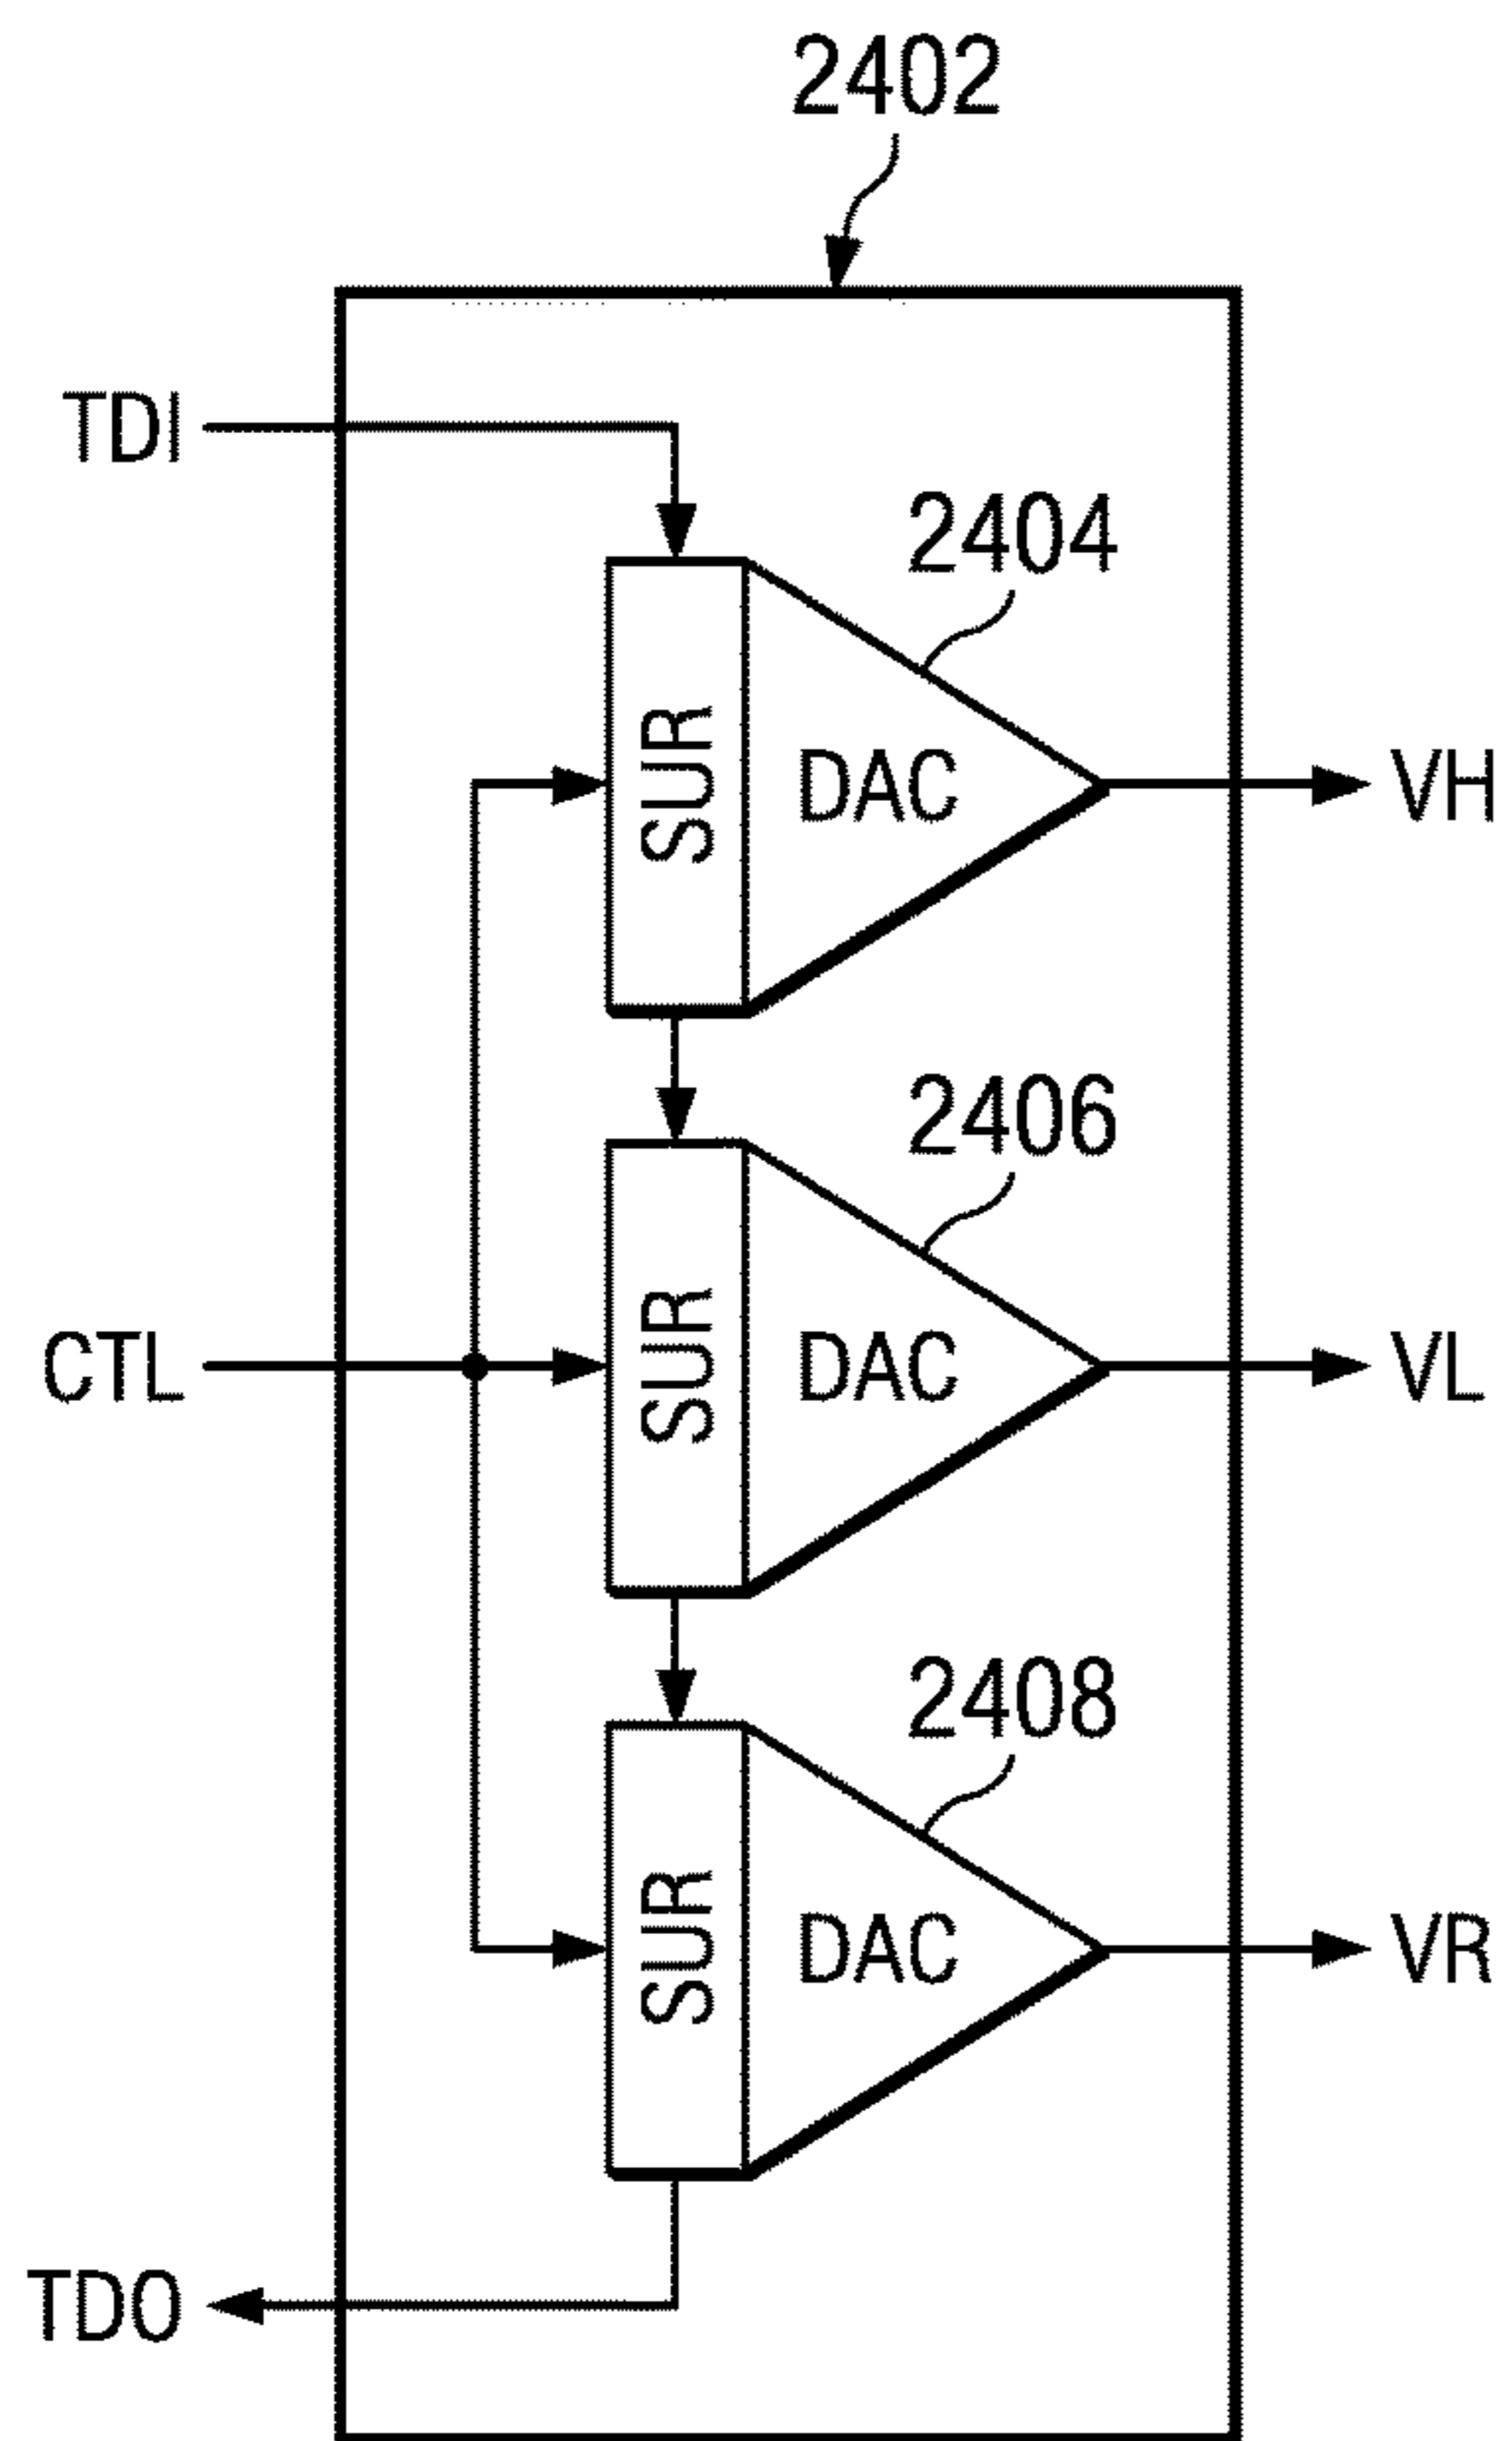 2402
TDI
2404
SUR
DAC
VH
2406
CTL
SUR
DAC
VL
2408
SUR
DAC
VR
TDO